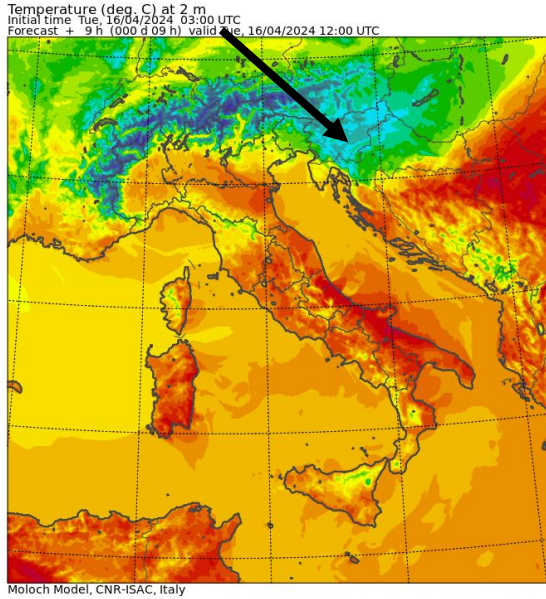 Temperature (deg. C) at 2 m
Initial time  Tue, 16/04/2024  03:00 UTC
Forecast  +   9 h  (000 d 09 h)  valid Tue, 16/04/2024 12:00 UTC
Moloch Model, CNR-ISAC, Italy